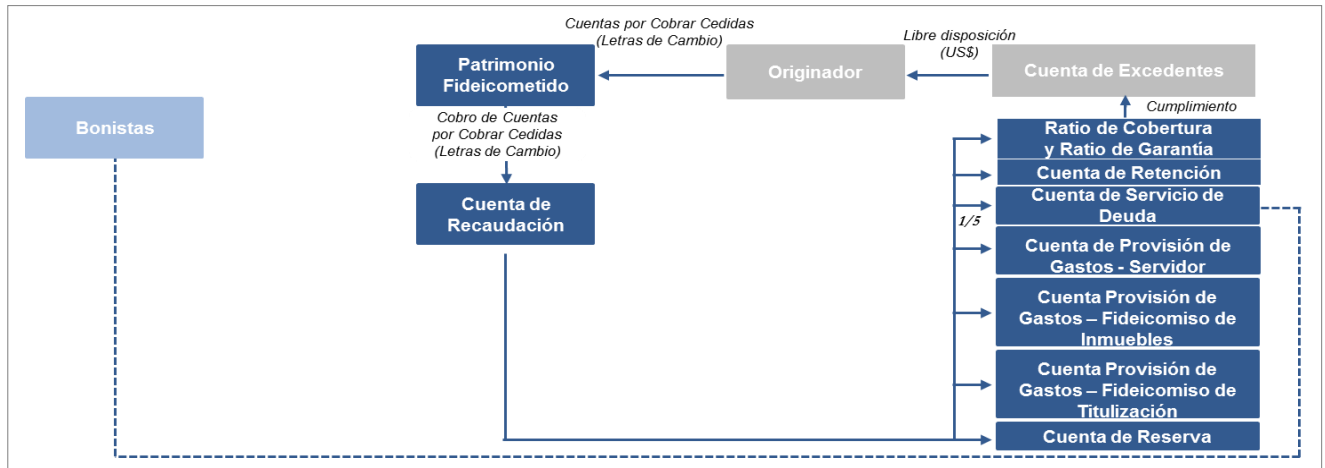 Cuentas por Cobrar Cedidas
(Letras de Cambio)
Libre disposición
(US$)
Patrimonio
Fideicometido
Originador
Cuenta de Excedentes
Bonistas
Cobro de Cuentas
por Cobrar Cedidas
(Letras de Cambio)
Cumplimiento
Ratio de Cobertura
y Ratio de Garantía
Cuenta de Retención
Cuenta de
Recaudación
Cuenta de Servicio de
Deuda
1/5
Cuenta de Provisión de
Gastos - Servidor
Cuenta Provisión de
Gastos – Fideicomiso de
Inmuebles
Cuenta Provisión de
Gastos – Fideicomiso de
Titulización
Cuenta de Reserva